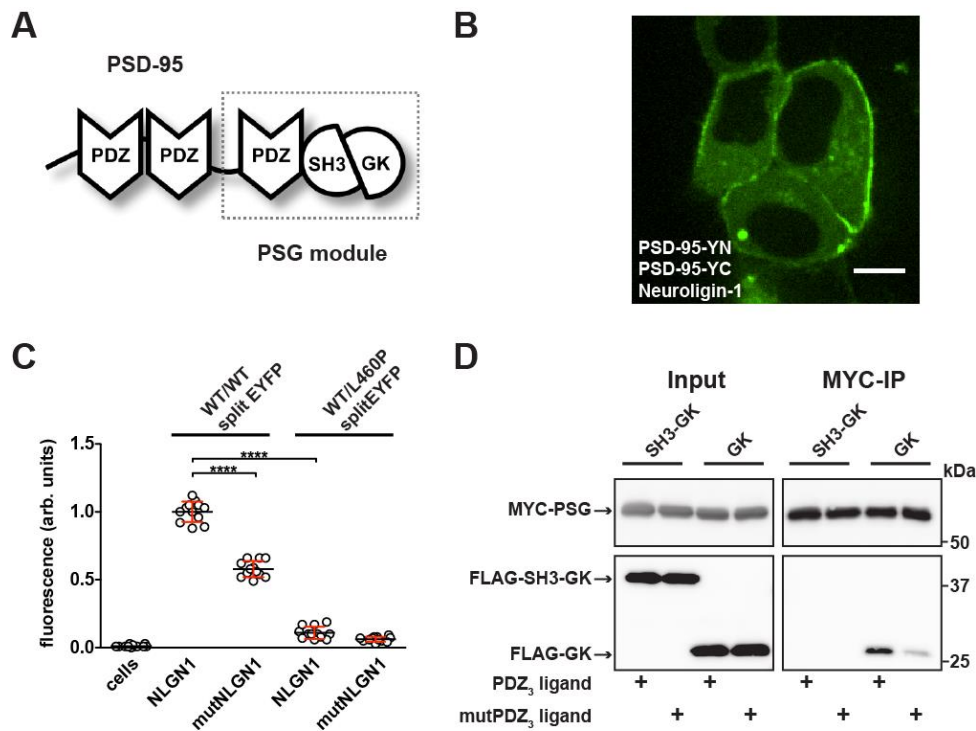 A
PSD-95
PDZ PDZ PDZ SH3 GK
PSG module
B
PSD-95-YN
PSD-95-YC
Neuroligin-1
C
WT/WT
split EYFP
WT/L460P
splitEYFP
fluorescence (arb. units)
1.5
1.0
0.5
0.0
****
****
cells
NLGN1
mutNLGN1
NLGN1
mutNLGN1
D
Input MYC-IP
SH3-GK GK SH3-GK GK
kDa
MYC-PSG→
50
FLAG-SH3-GK→
37
FLAG-GK→
25
PDZ₃ ligand + + + +
mutPDZ₃ ligand + + + +